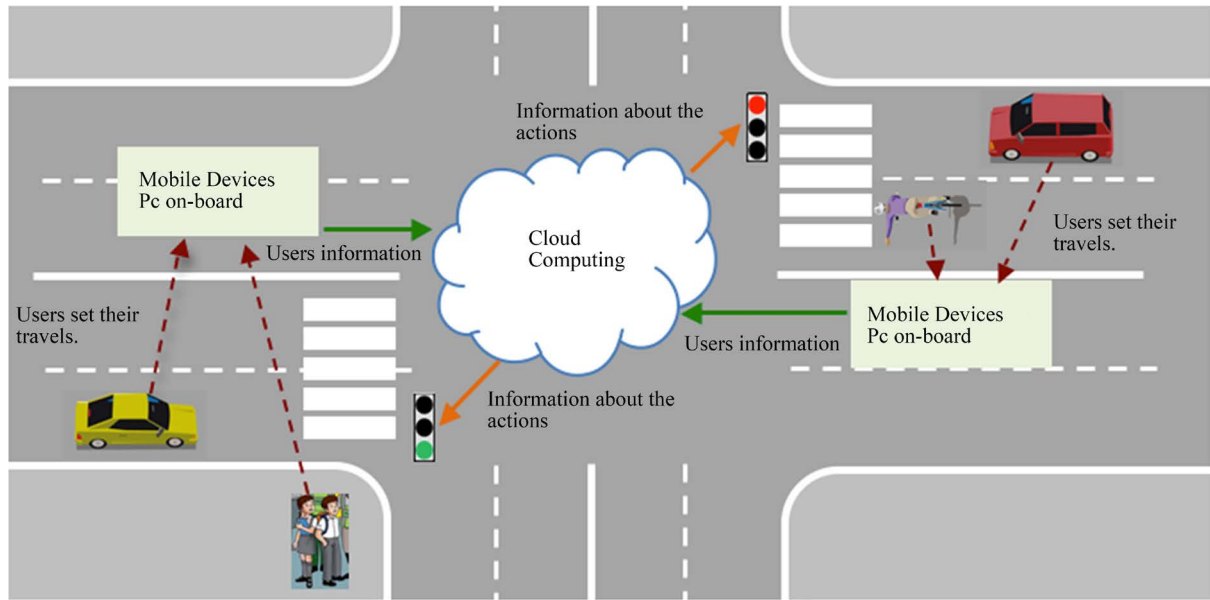 Information about the
actions
Mobile Devices
Pc on-board
Users information
Cloud
Computing
Users set their
travels.
Users set their
travels.
Mobile Devices
Pc on-board
Users information
Information about the
actions